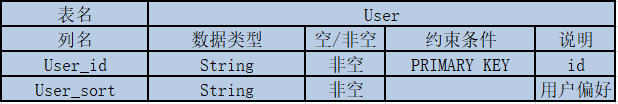 表名 User
列名 数据类型 空/非空 约束条件 说明
User_id String 非空 PRIMARY KEY id
User_sort String 非空 用户偏好